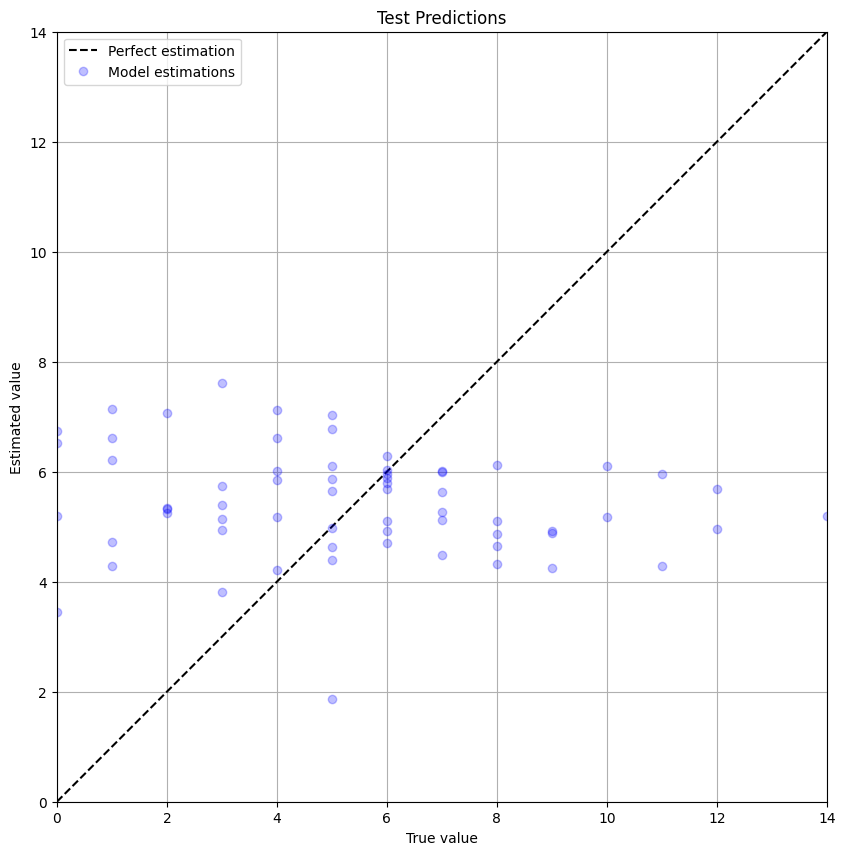 Test Predictions
Perfect estimation
Model estimations
14
12
10
8
6
4
2
0
Estimated value
0 2 4 6 8 10 12 14
True value